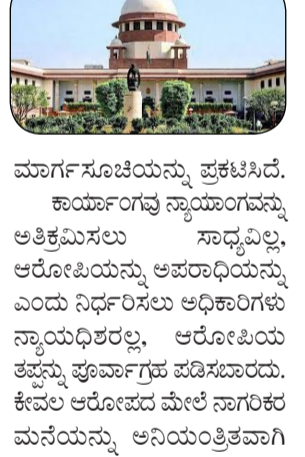 ಮಾರ್ಗಸೂಚಿಯನ್ನು ಪ್ರಕಟಿಸಿದೆ.
ಕಾರ್ಯಾಂಗವು ನ್ಯಾಯಾಂಗವನ್ನು
ಅತಿಕ್ರಮಿಸಲು ಸಾಧ್ಯವಿಲ್ಲ,
ಆರೋಪಿಯನ್ನು ಅಪರಾಧಿಯನ್ನು
ಎಂದು ನಿರ್ಧರಿಸಲು ಅಧಿಕಾರಿಗಳು
ನ್ಯಾಯಧಿಶರಲ್ಲ, ಆರೋಪಿಯ
ತಪ್ಪನ್ನು ಪೂರ್ವಾಗ್ರಹ ಪಡಿಸಬಾರದು.
ಕೇವಲ ಆರೋಪದ ಮೇಲೆ ನಾಗರಿಕರ
ಮನೆಯನ್ನು ಅನಿಯಂತ್ರಿತವಾಗಿ